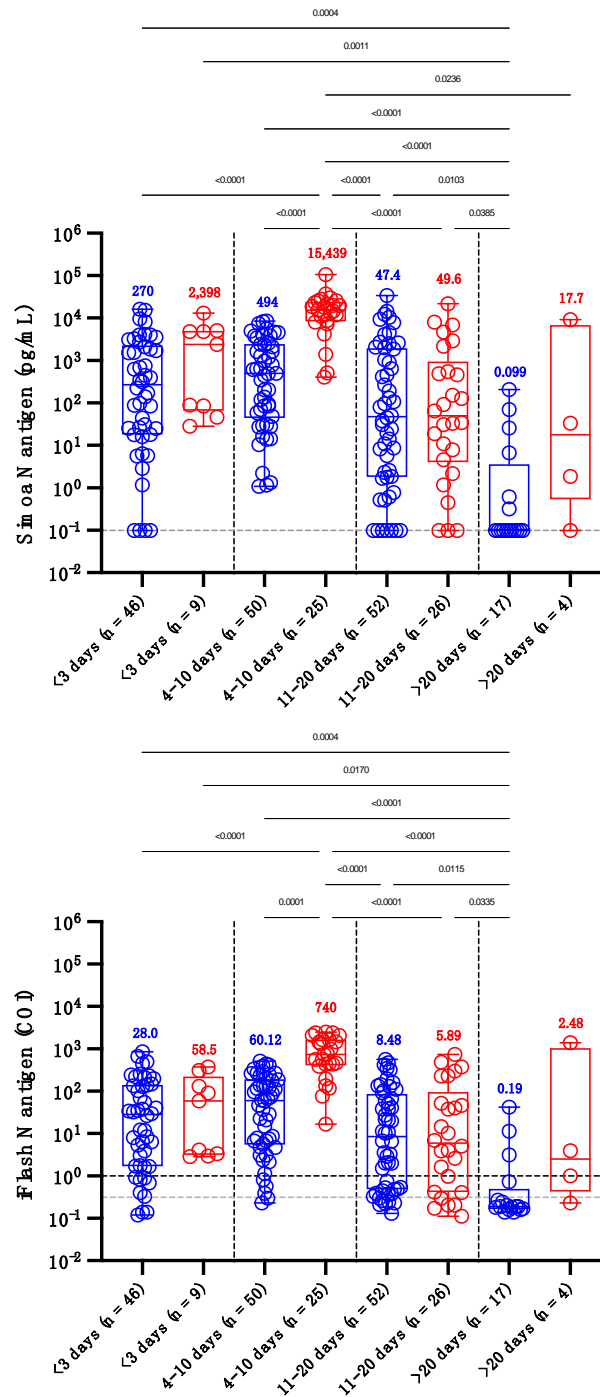 0.0004
0.0011
0.0236
<0.0001
<0.0001
<0.0001 <0.0001 0.0103
<0.0001 <0.0001 0.0385
10^6
10^5
10^4
10^3
10^2
10^1
10^0
10^-1
10^-2
Simoa N antigen (pg/mL)
270 2,398 494 15,439 47.4 49.6 0.099 17.7
<3 days (n = 46)
<3 days (n = 9)
4-10 days (n = 50)
4-10 days (n = 25)
11-20 days (n = 52)
11-20 days (n = 26)
>20 days (n = 17)
>20 days (n = 4)
0.0004
0.0170
<0.0001
<0.0001 <0.0001
<0.0001 0.0115
0.0001 <0.0001 0.0335
10^6
10^5
10^4
10^3
10^2
10^1
10^0
10^-1
10^-2
iFlash N antigen (COI)
28.0 58.5 60.12 740 8.48 5.89 0.19 2.48
<3 days (n = 46)
<3 days (n = 9)
4-10 days (n = 50)
4-10 days (n = 25)
11-20 days (n = 52)
11-20 days (n = 26)
>20 days (n = 17)
>20 days (n = 4)